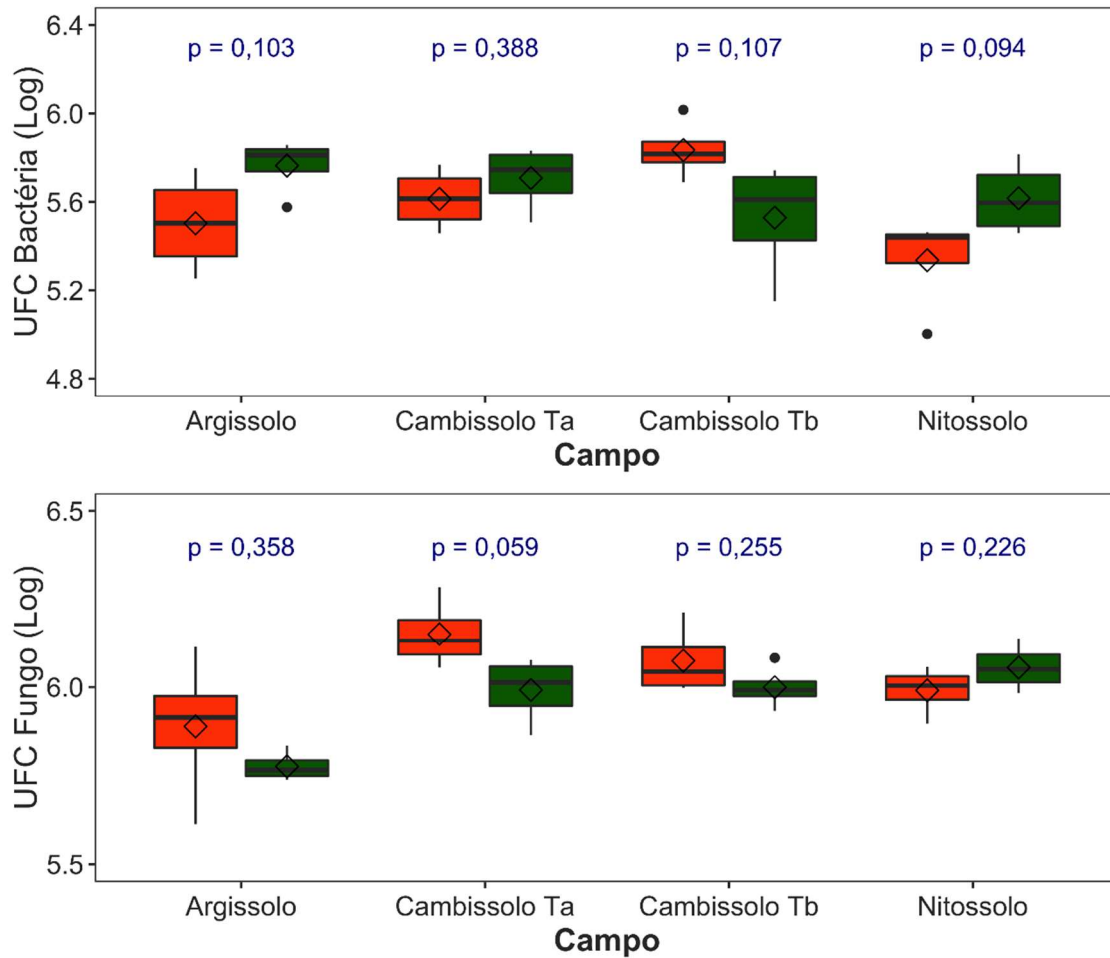 6.4
p = 0,103 p = 0,388 p = 0,107 p = 0,094
6.0
UFC Bactéria (Log)
5.6
5.2
4.8
Argissolo Cambissolo Ta Cambissolo Tb Nitossolo
Campo
6.5
p = 0,358 p = 0,059 p = 0,255 p = 0,226
UFC Fungo (Log)
6.0
5.5
Argissolo Cambissolo Ta Cambissolo Tb Nitossolo
Campo